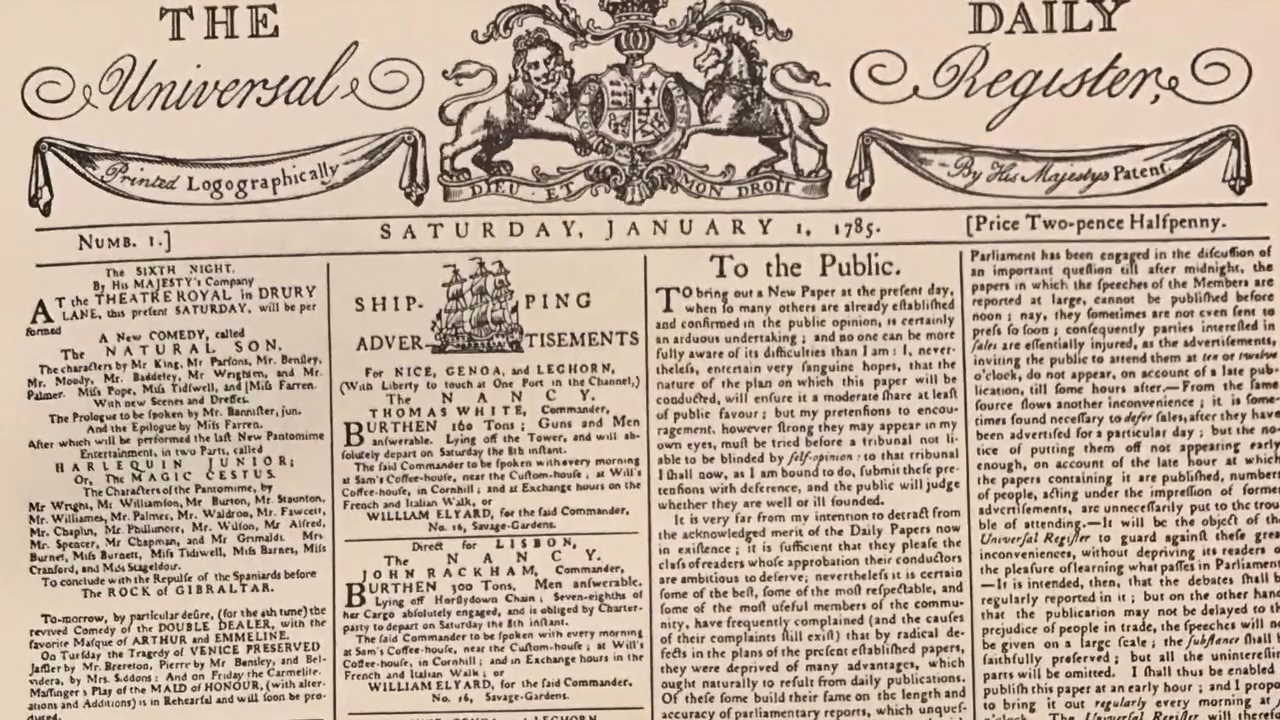 THE DAILY
Universal Register,
Printed Logographically
DIEU · ET MON DROIT
By His Majestys Patent.
NUMB. 1.]
SATURDAY, JANUARY 1, 1785.
[Price Two-pence Halfpenny.
The SIXTH NIGHT.
By His MAJESTY's Company
AT the THEATRE ROYAL in DRURY
LANE, this preſent SATURDAY, will be per
formed
A New COMEDY, called
The NATURAL SON.
The characters by Mr King, Mr Parſons, Mr. Benſley,
Mr. Moody, Mr. Baddeley, Mr Wrighten, and Mr.
Palmer. Miſs Pope, Miſs Tidſwell, and Miſs Farren.
With new Scenes and Dreſſes.
The Prologue to be ſpoken by Mr. Banniſter, jun.
And the Epilogue by Miſs Farren.
After which will be performed the laſt New Pantomime
Entertainment, in two Parts, called
HARLEQUIN JUNIOR;
Or, The MAGIC CESTUS.
The Characters of the Pantomime, by
Mr Wright, Mr Williamſon, Mr Burton, Mr. Staunton,
Mr. Williames, Mr. Palmer, Mr. Waldron, Mr. Fawcett,
Mr. Chaplin, Mr. Phillimore, Mr. Wilſon, Mr Alfred,
Mr. Spencer, Mr Chapman, and Mr Grimaldi. Mrs
Burnet, Miſs Burnett, Miſs Tidſwell, Miſs Barnes, Miſs
Cranford, and Miſs Stageldour.
To conclude with the Repulſe of the Spaniards before
The ROCK of GIBRALTAR.
To-morrow, by particular deſire, (for the 4th time) the
revived Comedy of the DOUBLE DEALER, with the
favorite Maſque of ARTHUR and EMMELINE.
On Tueſday the Tragedy of VENICE PRESERVED
Jaffier by Mr. Brereton, Pierre by Mr Benſley, and Bel-
videra, by Mrs. Siddons: And on Friday the Carmelite.
Maſſinger's Play of the MAID of HONOUR, (with alter-
ations and Additions) is in Rehearſal and will ſoon be pro-
duced.
SHIP- PING
ADVER- TISEMENTS
For NICE, GENOA, and LEGHORN,
(With Liberty to touch at One Port in the Channel,)
The NANCY.
THOMAS WHITE, Commander,
BURTHEN 160 Tons; Guns and Men
anſwerable. Lying off the Tower, and will ab-
ſolutely depart on Saturday the 8th inſtant.
The ſaid Commander to be ſpoken with every morning
at Sam's Coffee-houſe, near the Cuſtom-houſe; at Will's
Coffee-houſe, in Cornhill; and at Exchange hours on the
French and Italian Walk, or
WILLIAM ELYARD, for the ſaid Commander,
No. 16, Savage-Gardens.
Direct for LISBON,
The NANCY.
JOHN RACKHAM, Commander,
BURTHEN 300 Tons, Men anſwerable.
Lying off Horſlydown Chain; Seven-eighths of
her Cargo abſolutely engaged, and is obliged by Charter-
party to depart on Saturday the 8th inſtant.
The ſaid Commander to be ſpoken with every morning
at Sam's Coffee-houſe, near the Cuſtom-houſe; at Will's
Coffee-houſe, in Cornhill; and in Exchange hours in the
French and Italian Walk; or
WILLIAM ELYARD, for the ſaid Commander,
No. 16, Savage-Gardens.
To the Public.
TO bring out a New Paper at the preſent day,
when ſo many others are already eſtabliſhed
and confirmed in the public opinion, is certainly
an arduous undertaking; and no one can be more
fully aware of its difficulties than I am: I, never-
theleſs, entertain very ſanguine hopes, that the
nature of the plan on which this paper will be
conducted, will enſure it a moderate ſhare at leaſt
of public favour; but my pretenſions to encou-
ragement, however ſtrong they may appear in my
own eyes, muſt be tried before a tribunal not li-
able to be blinded by ſelf-opinion: to that tribunal
I ſhall now, as I am bound to do, ſubmit theſe pre-
tenſions with deference, and the public will judge
whether they are well or ill founded.
It is very far from my intention to detract from
the acknowledged merit of the Daily Papers now
in exiſtence; it is ſufficient that they pleaſe the
claſs of readers whoſe approbation their conductors
are ambitious to deſerve; nevertheleſs it is certain
ſome of the beſt, ſome of the moſt reſpectable, and
ſome of the moſt uſeful members of the commu-
nity, have frequently complained (and the cauſes
of their complaints ſtill exiſt) that by radical de-
fects in the plans of the preſent eſtabliſhed papers,
they were deprived of many advantages, which
ought naturally to reſult from daily publications.
Of theſe ſome build their fame on the length and
accuracy of parliamentary reports, which unqueſ-
Parliament has been engaged in the diſcuſſion of
an important queſtion till after midnight, the
papers in which the ſpeeches of the Members are
reported at large, cannot be publiſhed before
noon; nay, they ſometimes are not even ſent to
preſs ſo ſoon; conſequently parties intereſted in
ſales are eſſentially injured, as the advertiſements,
inviting the public to attend them at ten or twelve
o'clock, do not appear, on account of a late pub-
lication, till ſome hours after.—From the ſame
ſource flows another inconvenience; it is ſome-
times found neceſſary to defer ſales, after they have
been advertiſed for a particular day; but the no-
tice of putting them off not appearing early
enough, on account of the late hour at which
the papers containing it are publiſhed, number
of people, acting under the impreſſion of former
advertiſements, are unneceſſarily put to the trou
ble of attending.—It will be the object of the
Univerſal Regiſter to guard againſt theſe grea
inconveniences, without depriving its readers o
the pleaſure of learning what paſſes in Parliament
—It is intended, then, that the debates ſhall b
regularly reported in it; but on the other hand
that the publication may not be delayed to th
prejudice of people in trade, the ſpeeches will no
be given on a large ſcale; the ſubſtance ſhall
faithfully preſerved; but all the unintereſtin
parts will be omitted. I ſhall thus be enabled
publiſh this paper at an early hour; and I propo
to bring it out regularly every morning at
o'clock. The Univerſal Regiſter will therefo